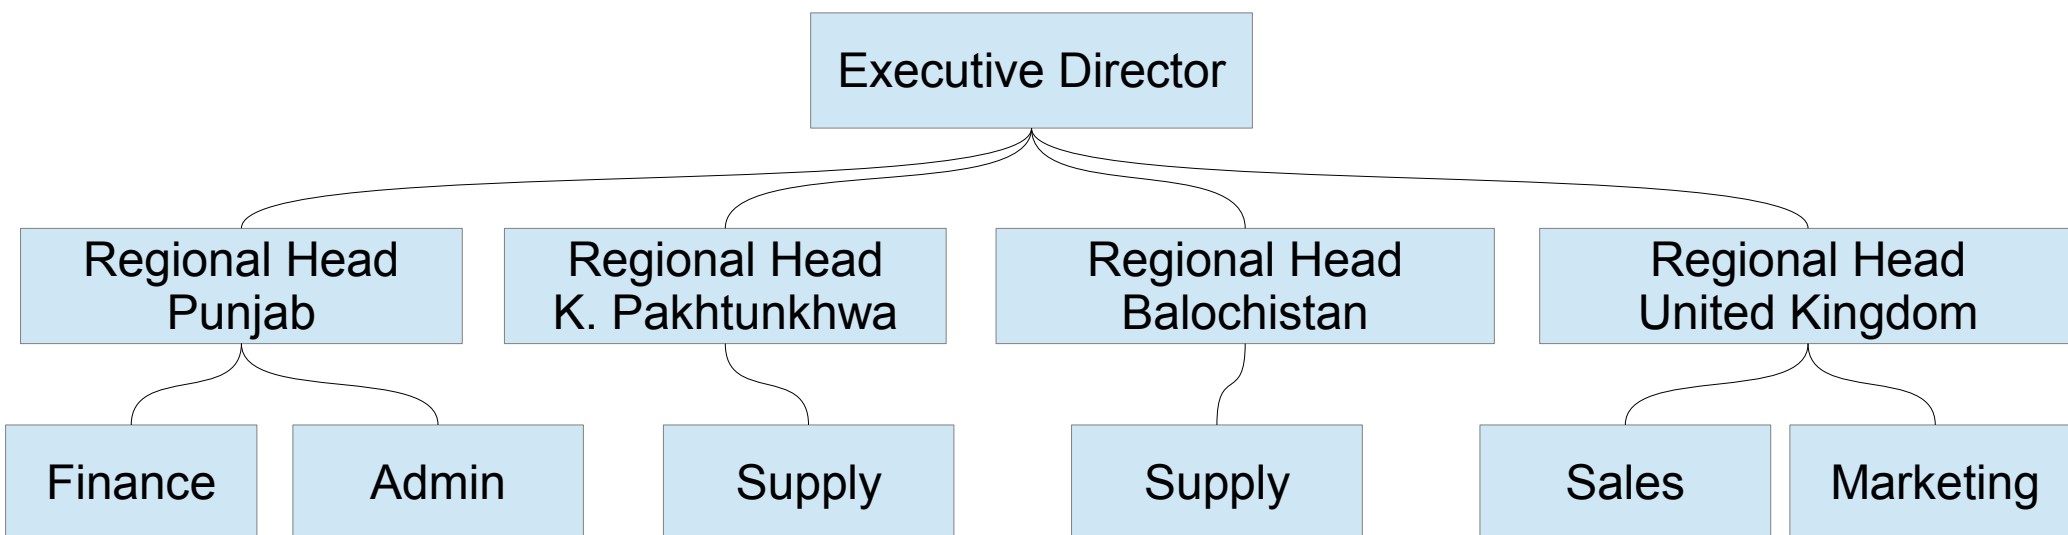 Executive Director
Regional Head
Punjab
Regional Head
K. Pakhtunkhwa
Regional Head
Balochistan
Regional Head
United Kingdom
Finance
Admin
Supply
Supply
Sales
Marketing